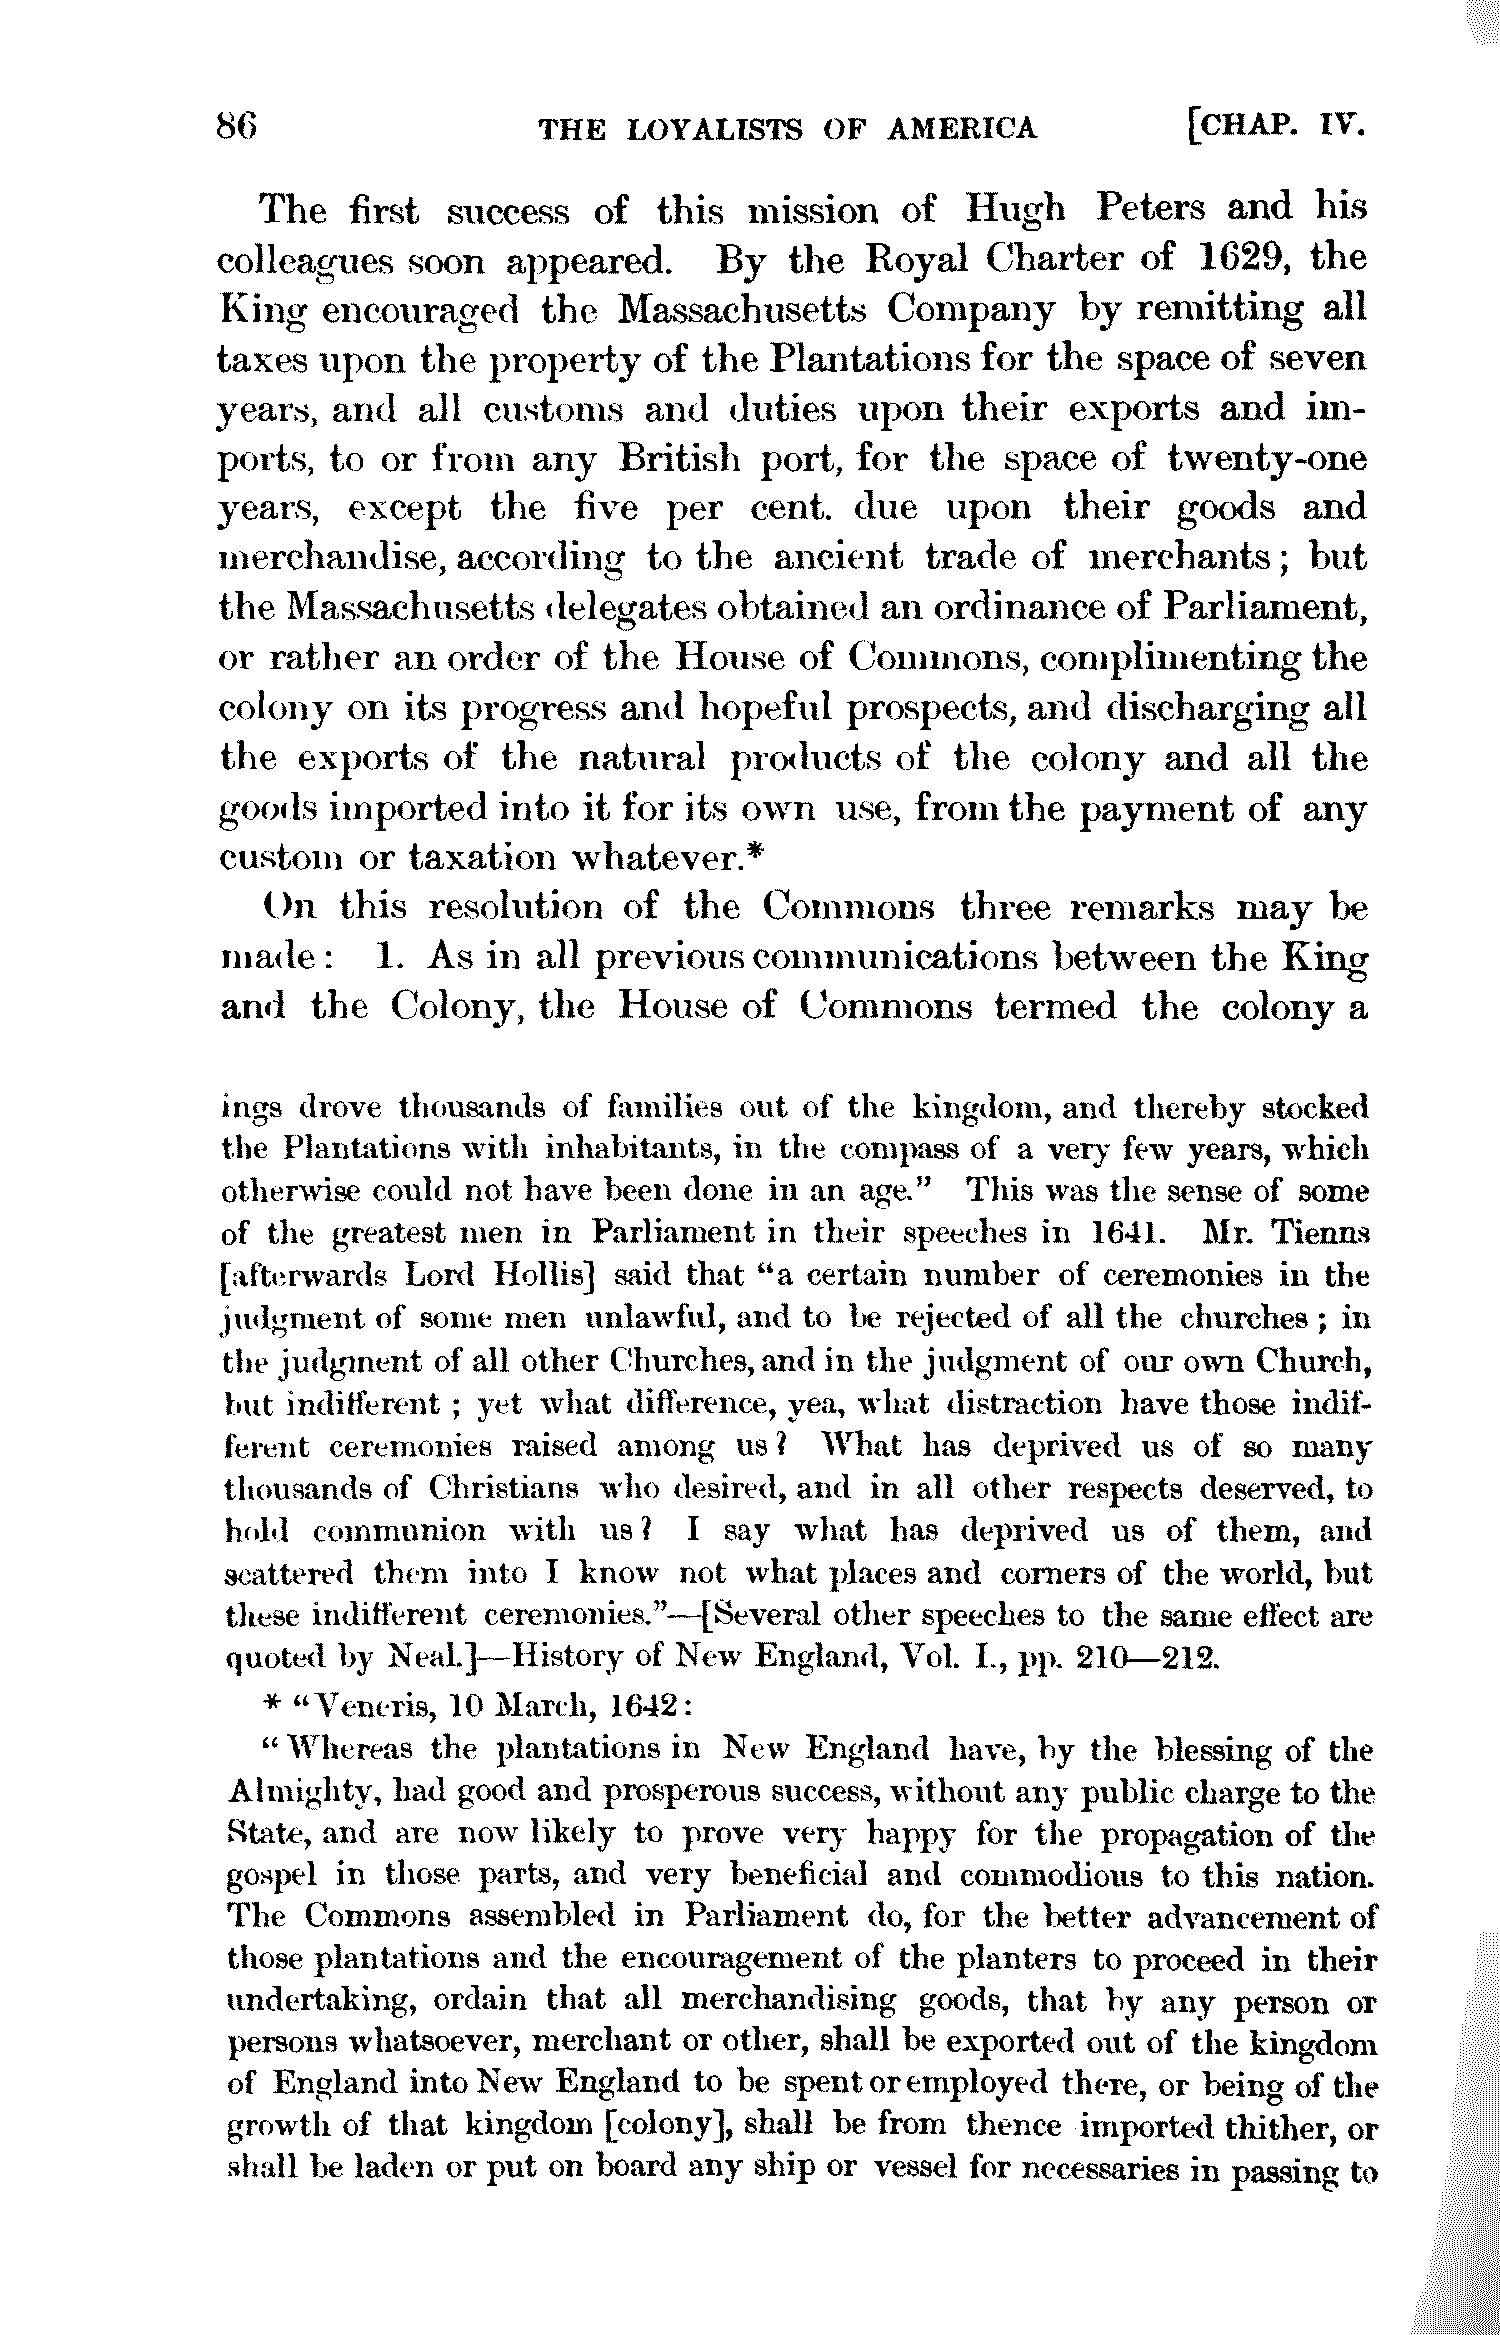 86 THE LOYALISTS OF AMERICA [CHAP. IV.
The first success of this mission of Hugh Peters and his
colleagues soon appeared. By the Royal Charter of 1629, the
King encouraged the Massachusetts Company by remitting all
taxes upon the property of the Plantations for the space of seven
years, and all customs and duties upon their exports and im-
ports, to or from any British port, for the space of twenty-one
years, except the five per cent. due upon their goods and
merchandise, according to the ancient trade of merchants; but
the Massachusetts delegates obtained an ordinance of Parliament,
or rather an order of the House of Commons, complimenting the
colony on its progress and hopeful prospects, and discharging all
the exports of the natural products of the colony and all the
goods imported into it for its own use, from the payment of any
custom or taxation whatever.*
On this resolution of the Commons three remarks may be
made: 1. As in all previous communications between the King
and the Colony, the House of Commons termed the colony a
ings drove thousands of families out of the kingdom, and thereby stocked
the Plantations with inhabitants, in the compass of a very few years, which
otherwise could not have been done in an age." This was the sense of some
of the greatest men in Parliament in their speeches in 1641. Mr. Tienns
[afterwards Lord Hollis] said that "a certain number of ceremonies in the
judgment of some men unlawful, and to be rejected of all the churches; in
the judgment of all other Churches, and in the judgment of our own Church,
but indifferent; yet what difference, yea, what distraction have those indif-
ferent ceremonies raised among us? What has deprived us of so many
thousands of Christians who desired, and in all other respects deserved, to
hold communion with us? I say what has deprived us of them, and
scattered them into I know not what places and corners of the world, but
these indifferent ceremonies."—[Several other speeches to the same effect are
quoted by Neal.]—History of New England, Vol. I., pp. 210—212.
* "Veneris, 10 March, 1642:
"Whereas the plantations in New England have, by the blessing of the
Almighty, had good and prosperous success, without any public charge to the
State, and are now likely to prove very happy for the propagation of the
gospel in those parts, and very beneficial and commodious to this nation.
The Commons assembled in Parliament do, for the better advancement of
those plantations and the encouragement of the planters to proceed in their
undertaking, ordain that all merchandising goods, that by any person or
persons whatsoever, merchant or other, shall be exported out of the kingdom
of England into New England to be spent or employed there, or being of the
growth of that kingdom [colony], shall be from thence imported thither, or
shall be laden or put on board any ship or vessel for necessaries in passing to